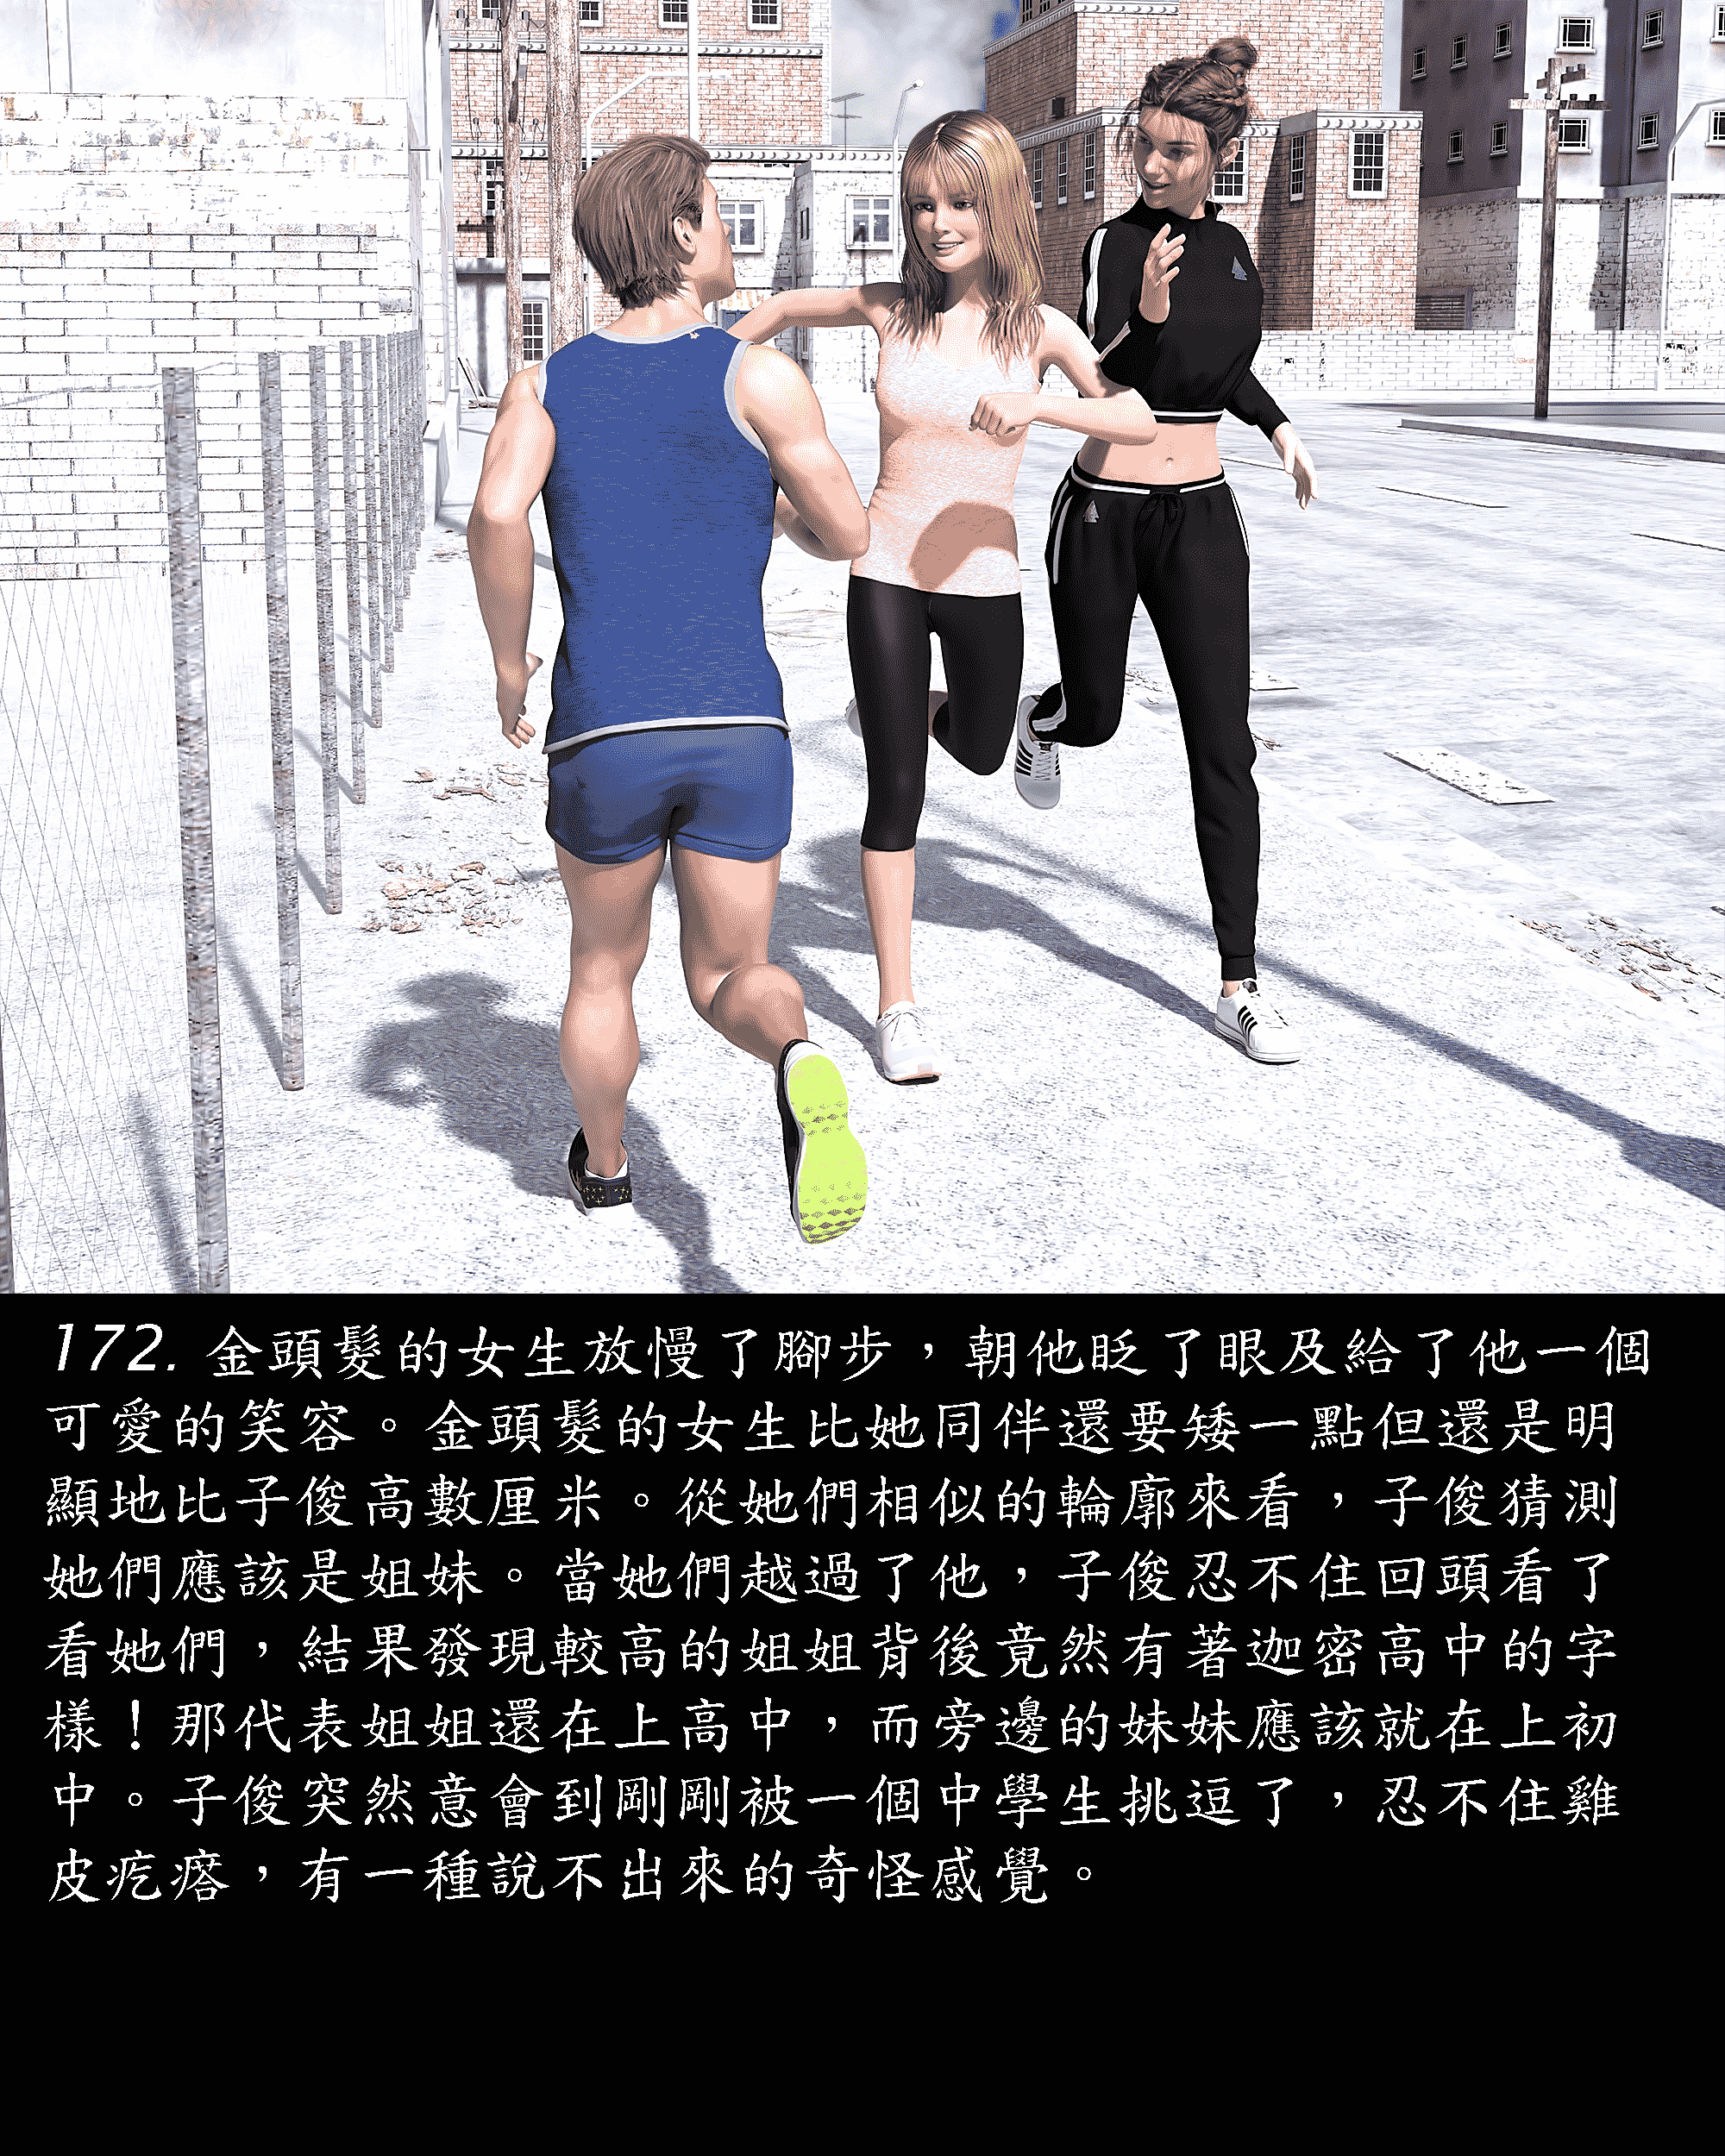 172. 金頭髮的女生放慢了腳步，朝他眨了眼及給了他一個
可愛的笑容。金頭髮的女生比她同伴還要矮一點但還是明
顯地比子俊高數厘米。從她們相似的輪廓來看，子俊猜測
她們應該是姐妹。當她們越過了他，子俊忍不住回頭看了
看她們，結果發現較高的姐姐背後竟然有著迦密高中的字
樣！那代表姐姐還在上高中，而旁邊的妹妹應該就在上初
中。子俊突然意會到剛剛被一個中學生挑逗了，忍不住雞
皮疙瘩，有一種說不出來的奇怪感覺。